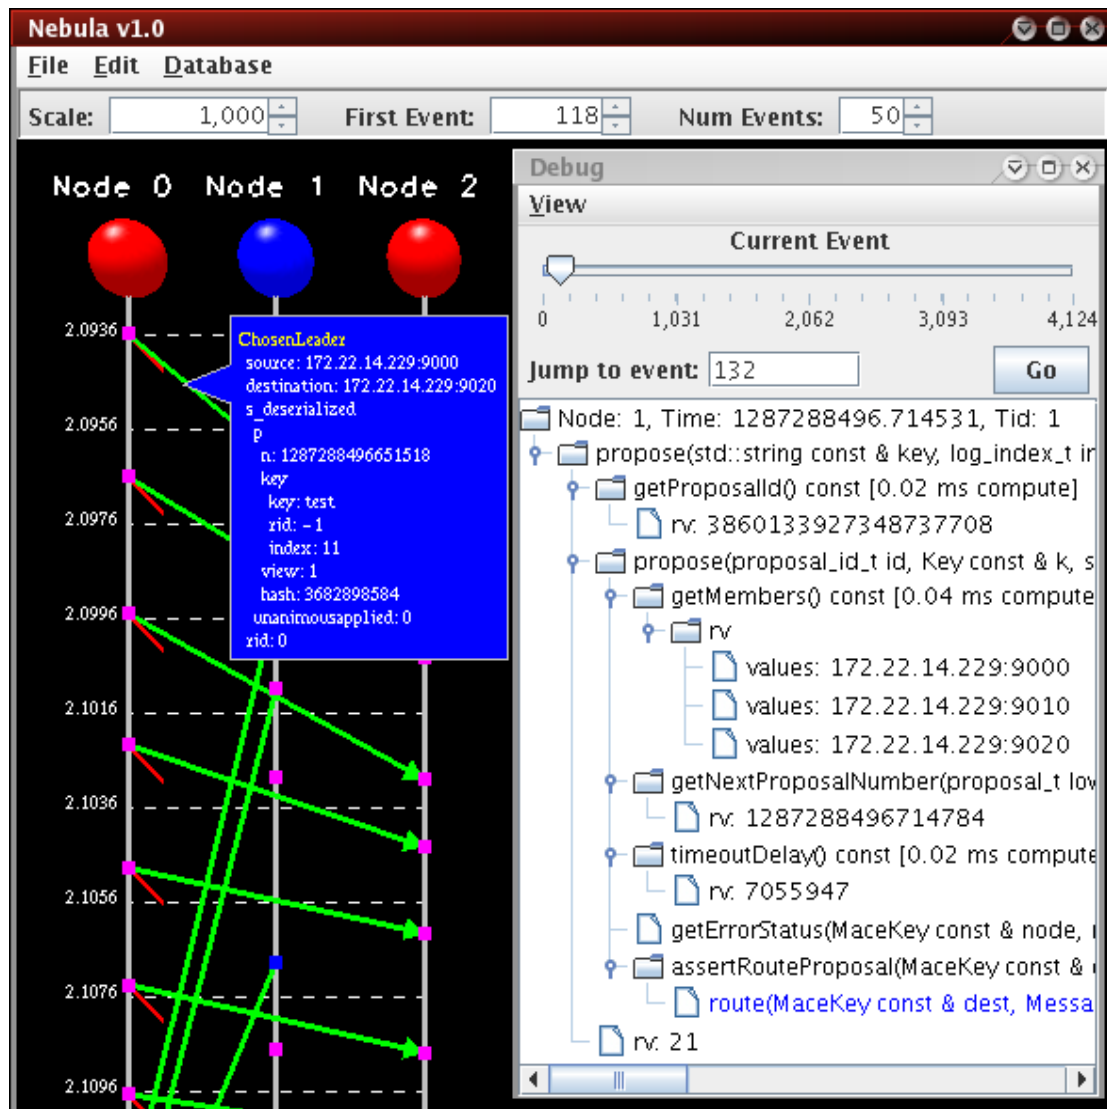 Nebula v1.0
File Edit Database
Scale: 1,000 First Event: 118 Num Events: 50
Node 0 Node 1 Node 2
2.0936
2.0956
2.0976
2.0996
2.1016
2.1036
2.1056
2.1076
2.1096
ChosenLeader
source: 172.22.14.229:9000
destination: 172.22.14.229:9020
s_deserialized
p
n: 1287288496651518
key
key: test
rid: -1
index: 11
view: 1
hash: 3682898584
unanimousapplied: 0
rid: 0
Debug
View
Current Event
0 1,031 2,062 3,093 4,124
Jump to event: 132 Go
Node: 1, Time: 1287288496.714531, Tid: 1
propose(std::string const & key, log_index_t in
getProposalId() const [0.02 ms compute]
rv: 3860133927348737708
propose(proposal_id_t id, Key const & k, s
getMembers() const [0.04 ms compute
rv
values: 172.22.14.229:9000
values: 172.22.14.229:9010
values: 172.22.14.229:9020
getNextProposalNumber(proposal_t low
rv: 1287288496714784
timeoutDelay() const [0.02 ms compute
rv: 7055947
getErrorStatus(MaceKey const & node,
assertRouteProposal(MaceKey const &
route(MaceKey const & dest, Messa
rv: 21